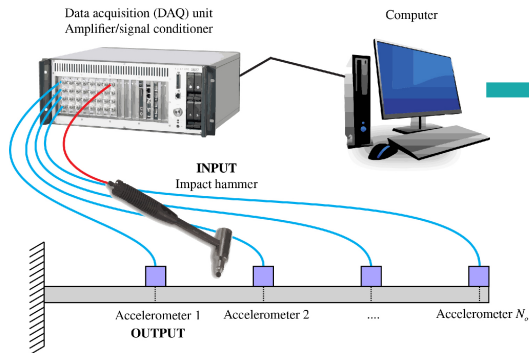 Data acquisition (DAQ) unit
Amplifier/signal conditioner
Computer
INPUT
Impact hammer
Accelerometer 1
Accelerometer 2
....
Accelerometer Nₒ
OUTPUT